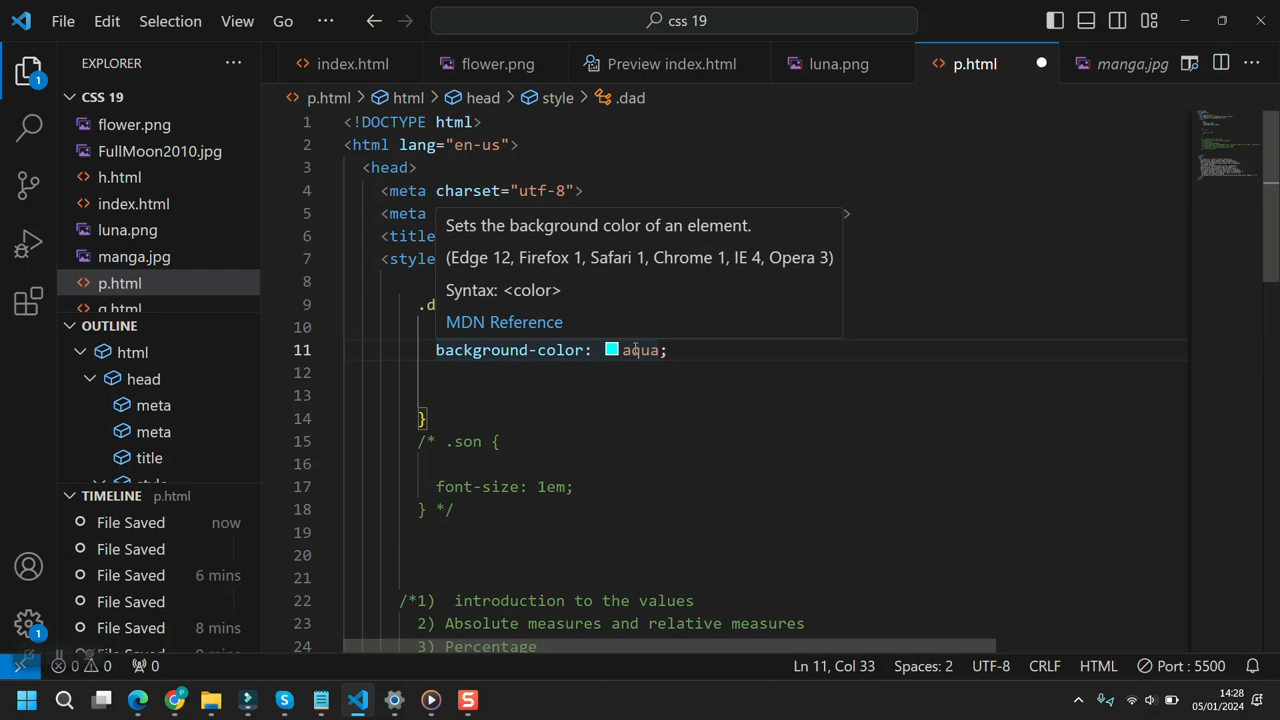 File Edit Selection View Go ··· css 19
EXPLORER ···
index.html flower.png Preview index.html luna.png p.html manga.jpg ···
p.html > html > head > style > .dad
CSS 19
flower.png
FullMoon2010.jpg
h.html
index.html
luna.png
manga.jpg
p.html
q.html
OUTLINE
html
head
meta
meta
title
TIMELINE p.html
File Saved now
File Saved
File Saved 6 mins
File Saved
File Saved 8 mins
1 <!DOCTYPE html>
2 <html lang="en-us">
3 <head>
4 <meta charset="utf-8">
5 <meta >
6 <title
7 <style
8
9 .d
10
11 background-color: aqua;
12
13
14 }
15 /* .son {
16
17 font-size: 1em;
18 } */
19
20
21
22 /*1) introduction to the values
23 2) Absolute measures and relative measures
24 3) Percentage
Sets the background color of an element.
(Edge 12, Firefox 1, Safari 1, Chrome 1, IE 4, Opera 3)
Syntax: <color>
MDN Reference
1
1
0 0 0 Ln 11, Col 33 Spaces: 2 UTF-8 CRLF HTML Port : 5500
14:28
05/01/2024